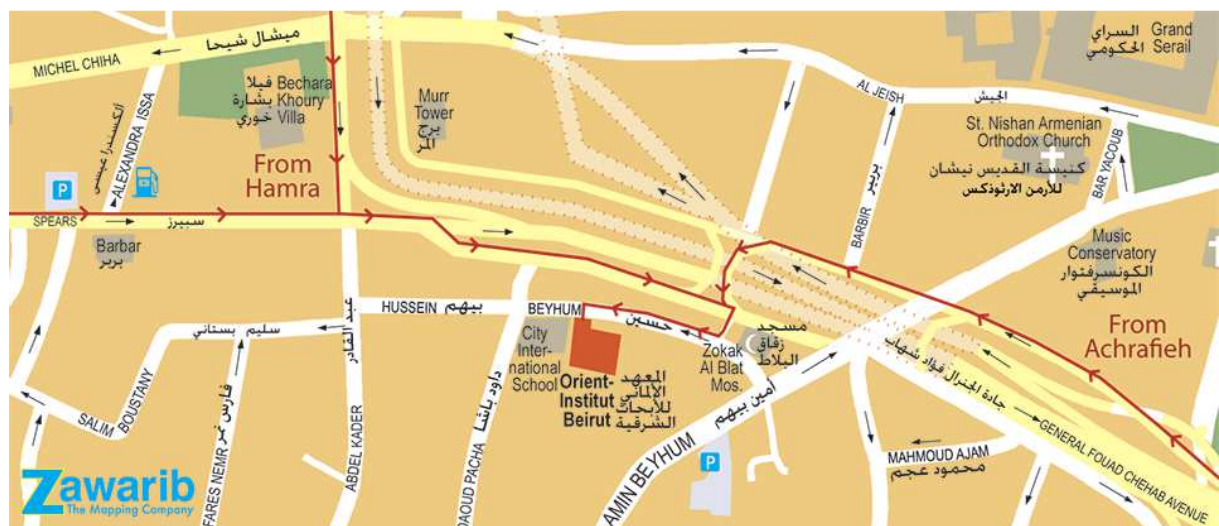 MICHEL CHIHA
ميشال شيحا
ALEXANDRA ISSA
ألكسندرا عيسى
فيلا Bechara
بشارة Khoury
خوري Villa
Murr
Tower
برج
المر
From
Hamra
P
SPEARS
سبيرز
Barbar
بربر
AL JEISH
الجيش
السراي Grand
الحكومي Serail
St. Nishan Armenian
Orthodox Church
كنيسة القديس نيشان
للأرمن الارثوذكس
BAR YACOUB
BARBIR
بربير
Music
Conservatory
الكونسرفتوار
الموسيقي
From
Achrafieh
HUSSEIN
بيهم
BEYHUM
حسين
عبد القادر
ABDEL KADER
سليم بستاني
SALIM
BOUSTANY
فارس نمر
FARES NEMR
داود باشا
DAOUD PACHA
City
Inter-
national
School
Orient-
Institut
Beirut
المعهد
الألماني
للأبحاث
الشرقية
Zokak
Al Blat
Mos.
مسجد
زقاق
البلاط
أمين بيهم
AMIN BEYHUM
P
MAHMOUD AJAM
محمود عجم
جادة الجنرال فؤاد شهاب
GENERAL FOUAD CHEHAB AVENUE
Zawarib
The Mapping Company